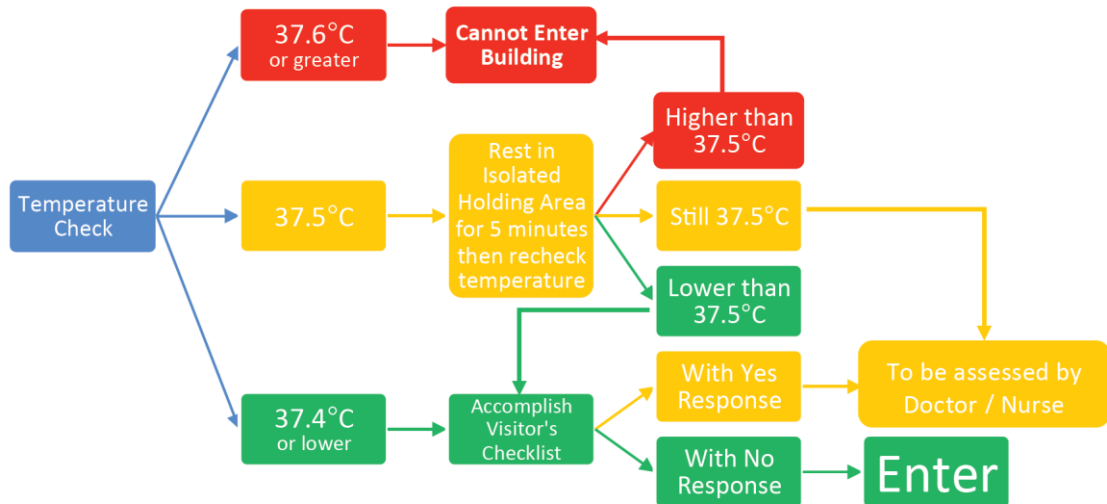 37.6°C
or greater
Cannot Enter
Building
Higher than
37.5°C
Temperature
Check
37.5°C
Rest in
Isolated
Holding Area
for 5 minutes
then recheck
temperature
Still 37.5°C
Lower than
37.5°C
37.4°C
or lower
Accomplish
Visitor's
Checklist
With Yes
Response
To be assessed by
Doctor / Nurse
With No
Response
Enter